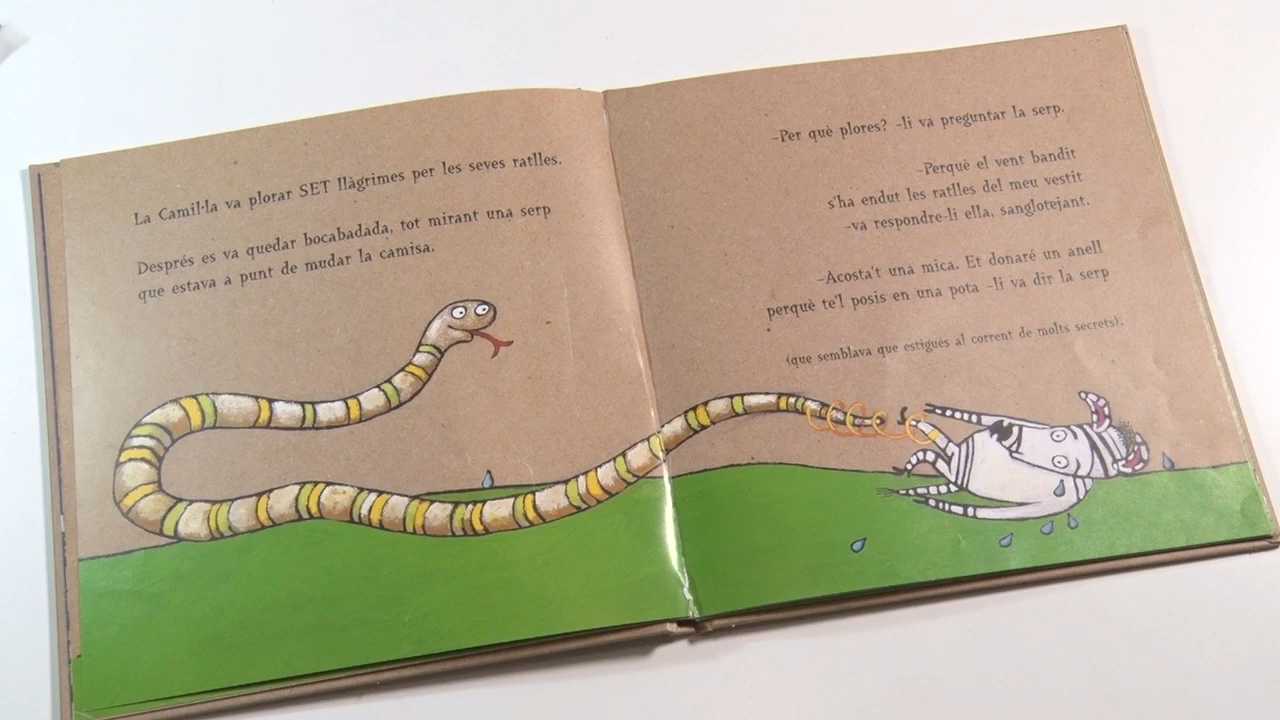 La Camil·la va plorar SET llàgrimes per les seves ratlles.
Després es va quedar bocabadada, tot mirant una serp
que estava a punt de mudar la camisa.
–Per què plores? –li va preguntar la serp.
–Perquè el vent bandit
s'ha endut les ratlles del meu vestit
–va respondre-li ella, sanglotejant.
–Acosta't una mica. Et donaré un anell
perquè te'l posis en una pota –li va dir la serp
(que semblava que estigués al corrent de molts secrets).